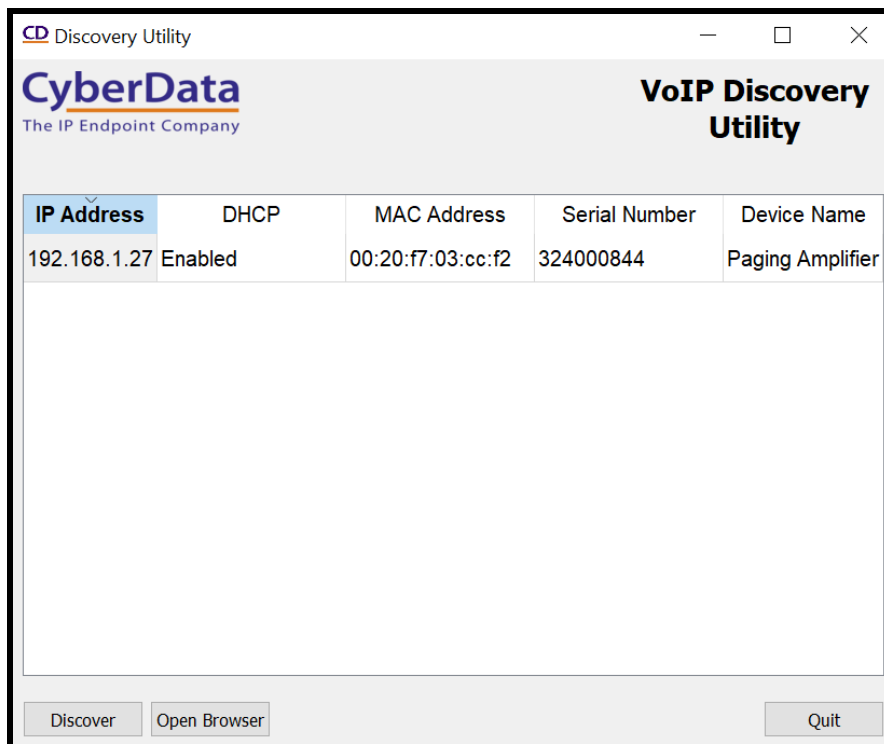 CD Discovery Utility
CyberData
The IP Endpoint Company
VoIP Discovery
Utility
IP Address DHCP MAC Address Serial Number Device Name
192.168.1.27 Enabled 00:20:f7:03:cc:f2 324000844 Paging Amplifier
Discover Open Browser Quit